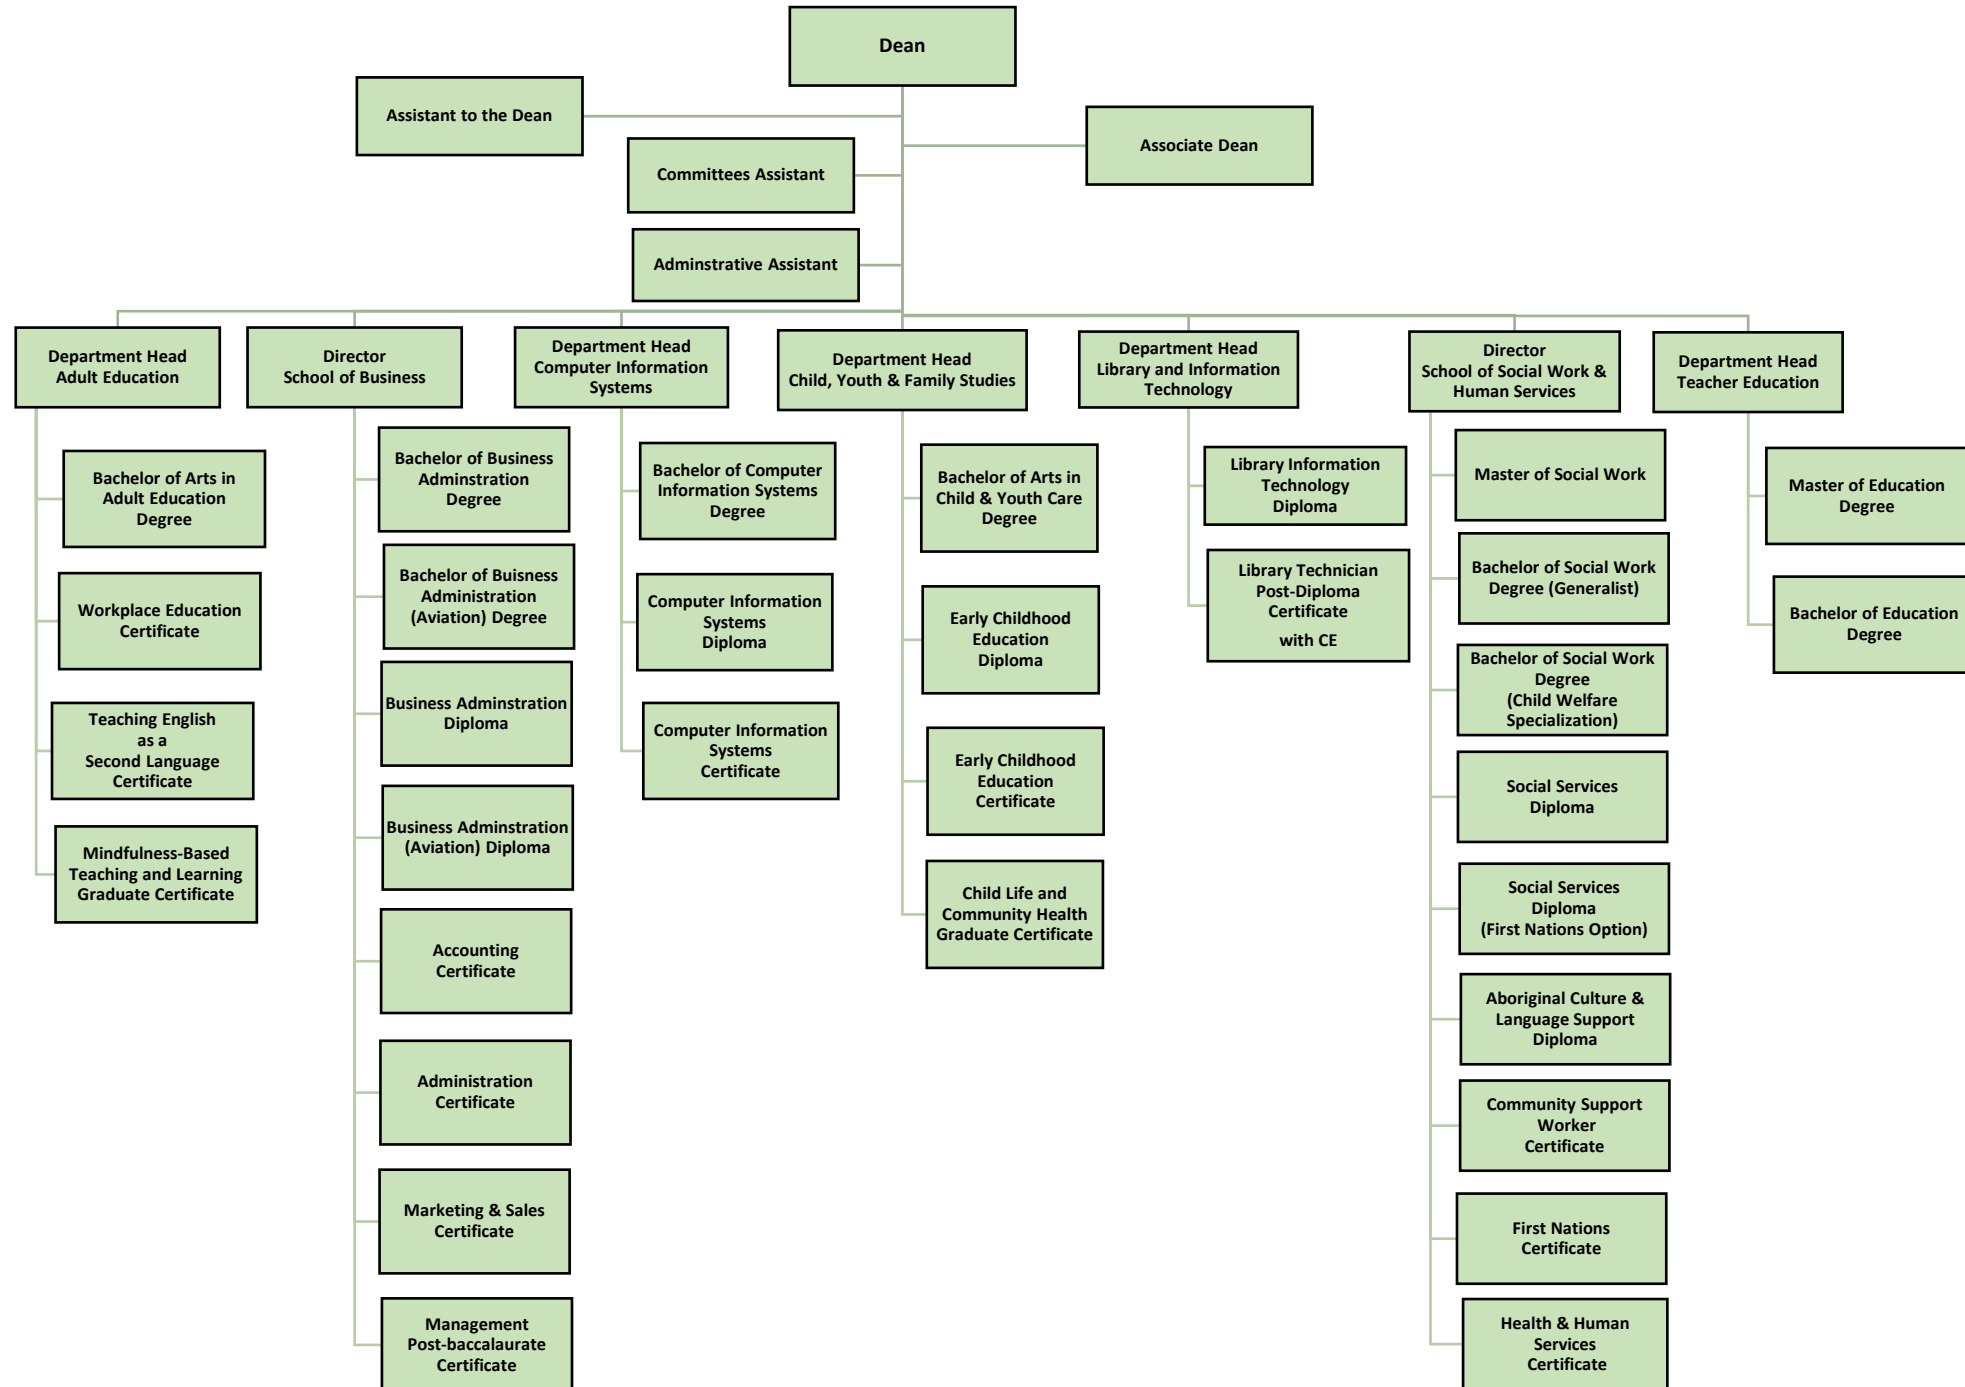 Dean
Assistant to the Dean
Associate Dean
Committees Assistant
Adminstrative Assistant
Department Head
Adult Education
Director
School of Business
Department Head
Computer Information
Systems
Department Head
Child, Youth & Family Studies
Department Head
Library and Information
Technology
Director
School of Social Work &
Human Services
Department Head
Teacher Education
Bachelor of Arts in
Adult Education
Degree
Workplace Education
Certificate
Teaching English
as a
Second Language
Certificate
Mindfulness-Based
Teaching and Learning
Graduate Certificate
Bachelor of Business
Adminstration
Degree
Bachelor of Buisness
Administration
(Aviation) Degree
Business Adminstration
Diploma
Business Adminstration
(Aviation) Diploma
Accounting
Certificate
Administration
Certificate
Marketing & Sales
Certificate
Management
Post-baccalaurate
Certificate
Bachelor of Computer
Information Systems
Degree
Computer Information
Systems
Diploma
Computer Information
Systems
Certificate
Bachelor of Arts in
Child & Youth Care
Degree
Early Childhood
Education
Diploma
Early Childhood
Education
Certificate
Child Life and
Community Health
Graduate Certificate
Library Information
Technology
Diploma
Library Technician
Post-Diploma
Certificate
with CE
Master of Social Work
Bachelor of Social Work
Degree (Generalist)
Bachelor of Social Work
Degree
(Child Welfare
Specialization)
Social Services
Diploma
Social Services
Diploma
(First Nations Option)
Aboriginal Culture &
Language Support
Diploma
Community Support
Worker
Certificate
First Nations
Certificate
Health & Human
Services
Certificate
Master of Education
Degree
Bachelor of Education
Degree